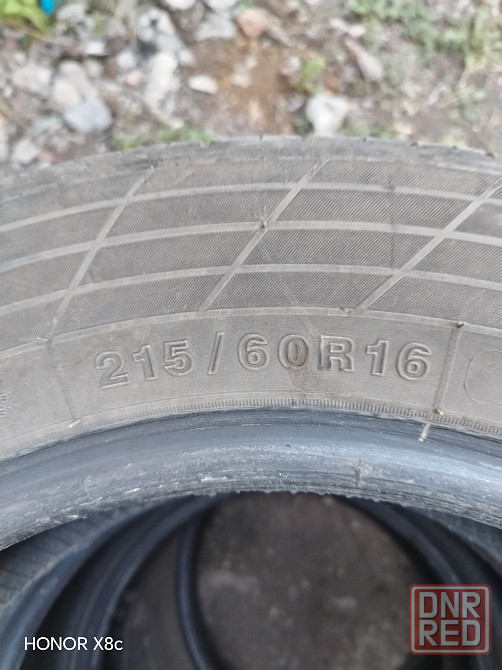 215/60R16
HONOR X8c
DNR
RED